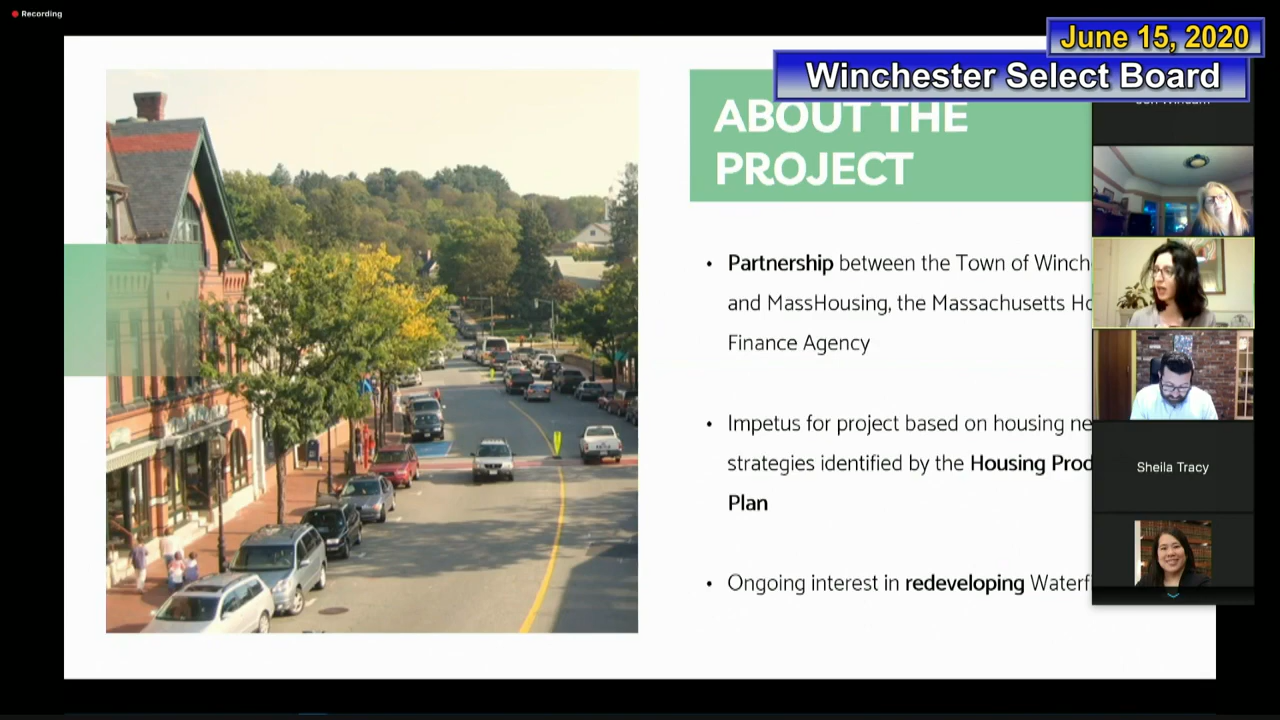 Recording
June 15, 2020
Winchester Select Board
ABOUT THE
PROJECT
• Partnership between the Town of Winch
and MassHousing, the Massachusetts Ho
Finance Agency
• Impetus for project based on housing ne
strategies identified by the Housing Prod
Plan
• Ongoing interest in redeveloping Waterf
Sheila Tracy